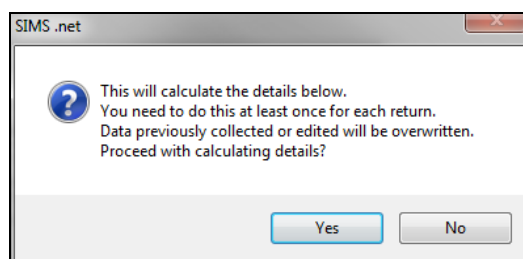 SIMS .net
This will calculate the details below.
You need to do this at least once for each return.
Data previously collected or edited will be overwritten.
Proceed with calculating details?
Yes
No